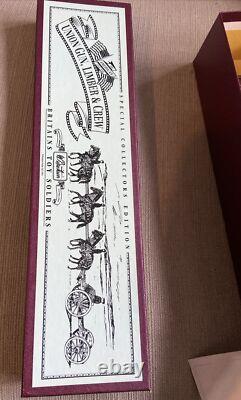 UNION GUN, LIMBER & CREW
SPECIAL COLLECTORS EDITION
Britains
BRITAINS TOY SOLDIERS